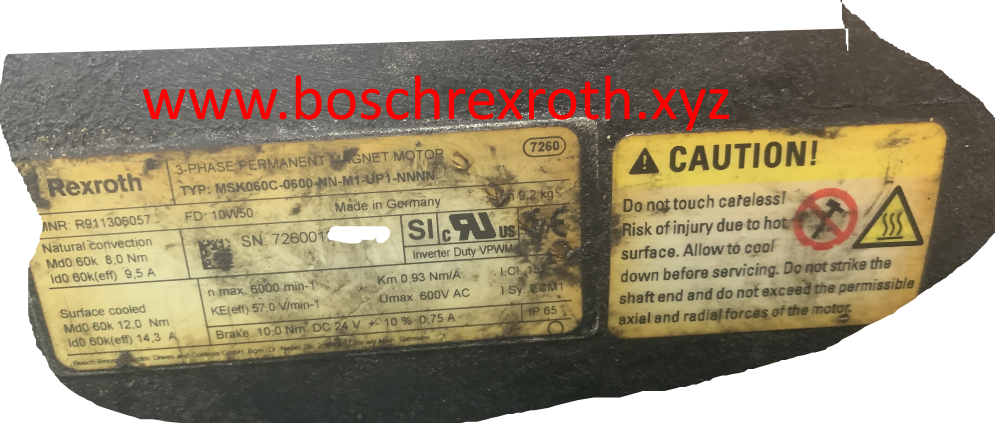 www.boschrexroth.xyz
Rexroth
3-PHASE PERMANENT MAGNET MOTOR
7260
TYP: MSK060C-0600-NN-M1-UP1-NNNN
9,2 kg
MNR: R911306057
FD: 10W50
Made in Germany
Natural convection
Md0 60k 8,0 Nm
Id0 60k(eff) 9,5 A
SN: 726001
SI
c
US
CE
Inverter Duty VPWM
n max. 6000 min-1
Km 0,93 Nm/A
I.Cl.
KE(eff) 57,0 V/min-1
Umax. 600V AC
I.Sy.
Surface cooled
Md0 60k 12,0 Nm
Id0 60k(eff) 14,3 A
Brake 10,0 Nm DC 24 V +- 10 % 0,75 A
IP 65
Germany
CAUTION!
Do not touch careless!
Risk of injury due to hot
surface. Allow to cool
down before servicing. Do not strike the
shaft end and do not exceed the permissible
axial and radial forces of the motor.